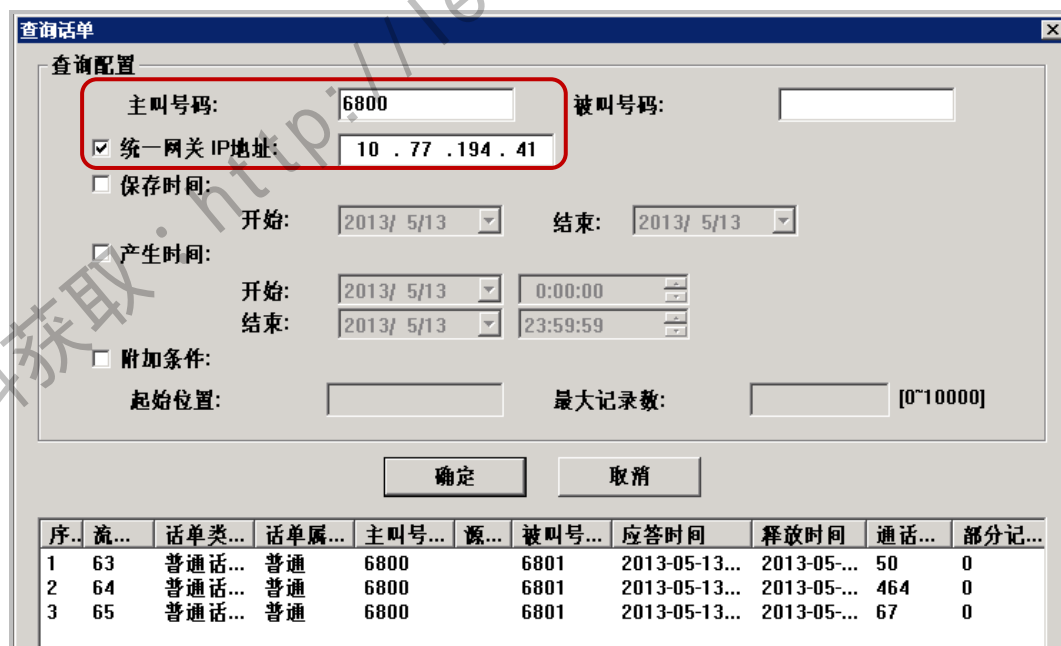 查询话单
查询配置
主叫号码: 6800 被叫号码:
统一网关 IP地址: 10 . 77 .194 . 41
保存时间:
开始: 2013/ 5/13 结束: 2013/ 5/13
产生时间:
开始: 2013/ 5/13 0:00:00
结束: 2013/ 5/13 23:59:59
附加条件:
起始位置: 最大记录数: [0~10000]
确定 取消
序.. 流... 话单类... 话单属... 主叫号... 源... 被叫号... 应答时间 释放时间 通话... 部分记...
1 63 普通话... 普通 6800 6801 2013-05-13... 2013-05-... 50 0
2 64 普通话... 普通 6800 6801 2013-05-13... 2013-05-... 464 0
3 65 普通话... 普通 6800 6801 2013-05-13... 2013-05-... 67 0
获取：http://le